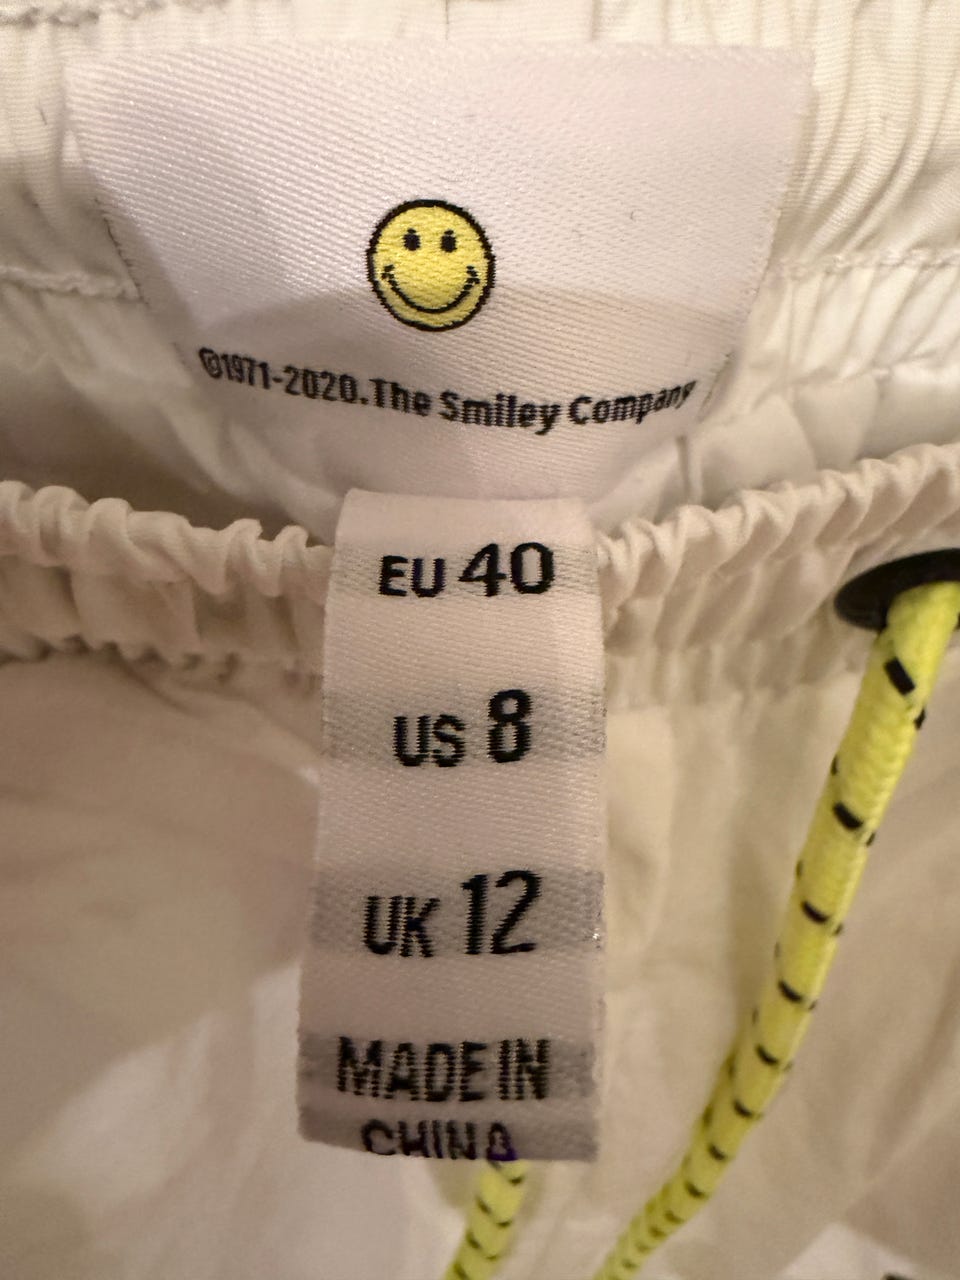 ©1971-2020.The Smiley Company
EU 40
US 8
UK 12
MADE IN
CHINA